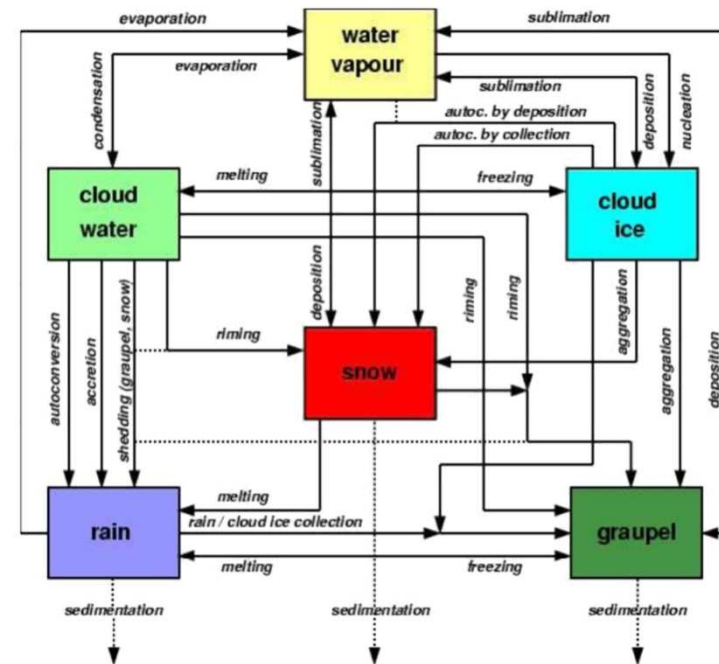 evaporation
sublimation
water
vapour
evaporation
sublimation
condensation
deposition
nucleation
autoc. by deposition
autoc. by collection
sublimation
cloud
water
melting
freezing
cloud
ice
deposition
riming
riming
riming
aggregation
aggregation
deposition
autoconversion
accretion
shedding (graupel, snow)
snow
melting
rain
rain / cloud ice collection
graupel
melting
freezing
sedimentation
sedimentation
sedimentation